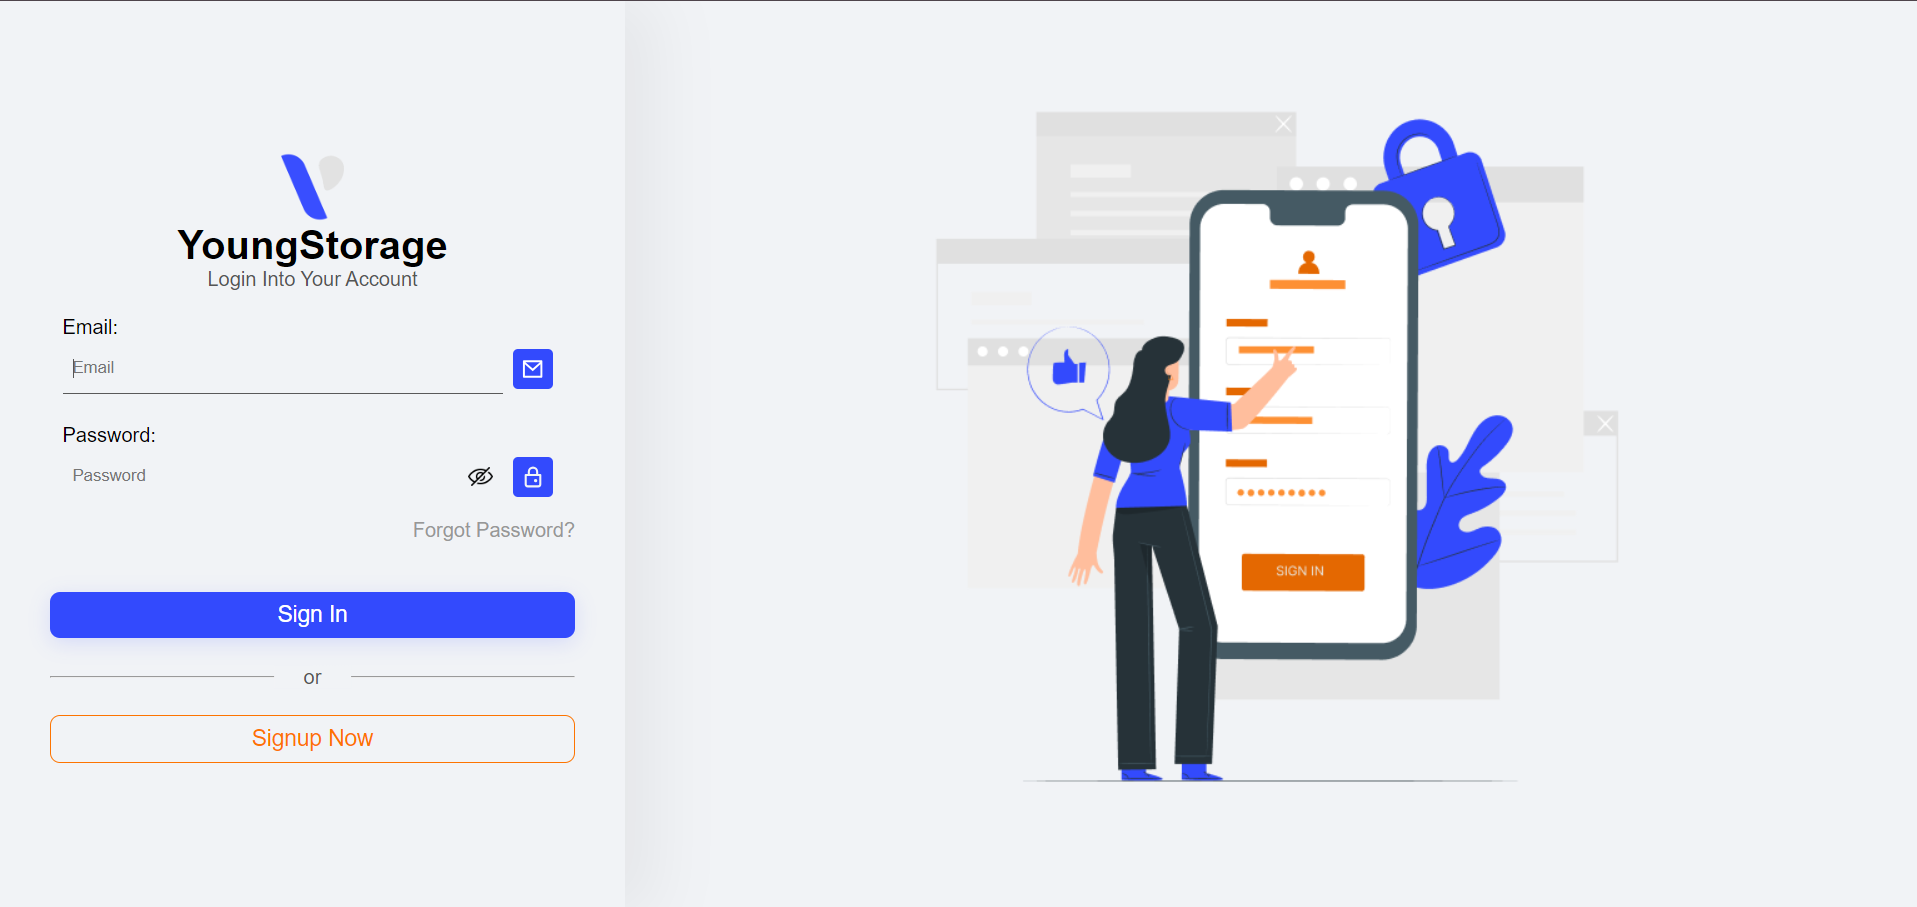 YoungStorage
Login Into Your Account
Email:
Email
Password:
Password
Forgot Password?
Sign In
or
Signup Now
SIGN IN